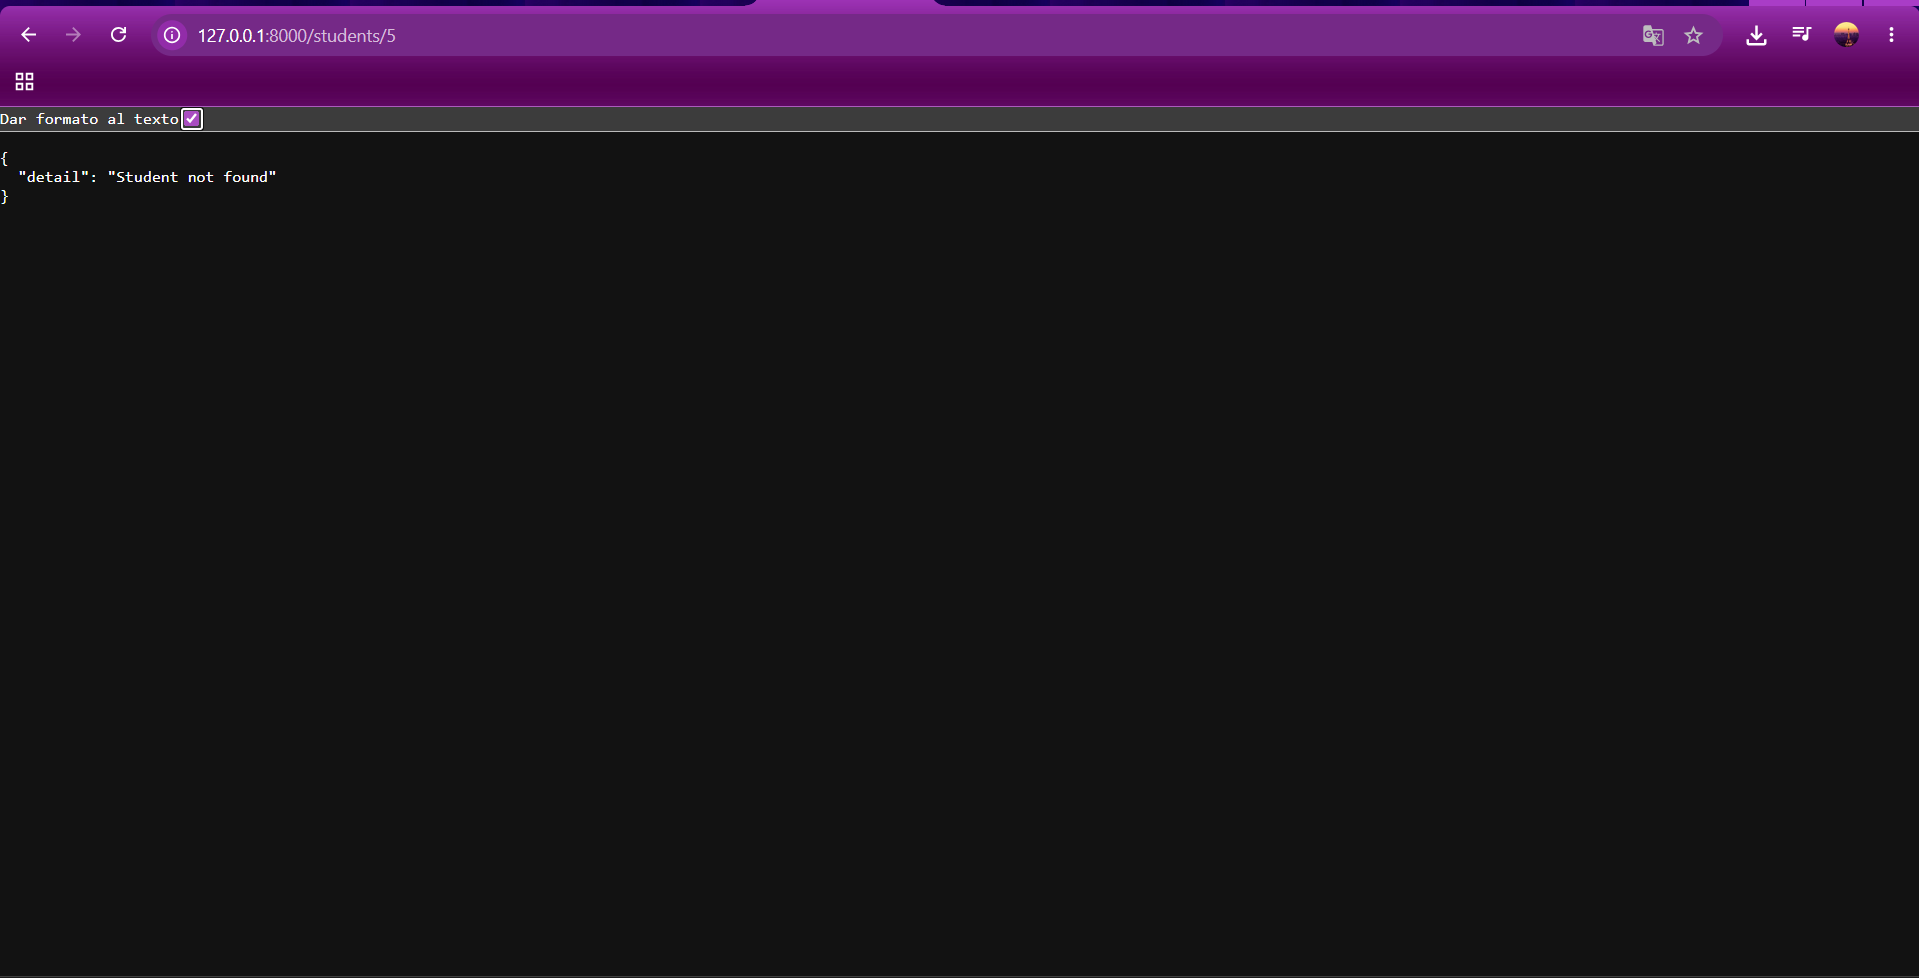 127.0.0.1:8000/students/5
Dar formato al texto
{
  "detail": "Student not found"
}